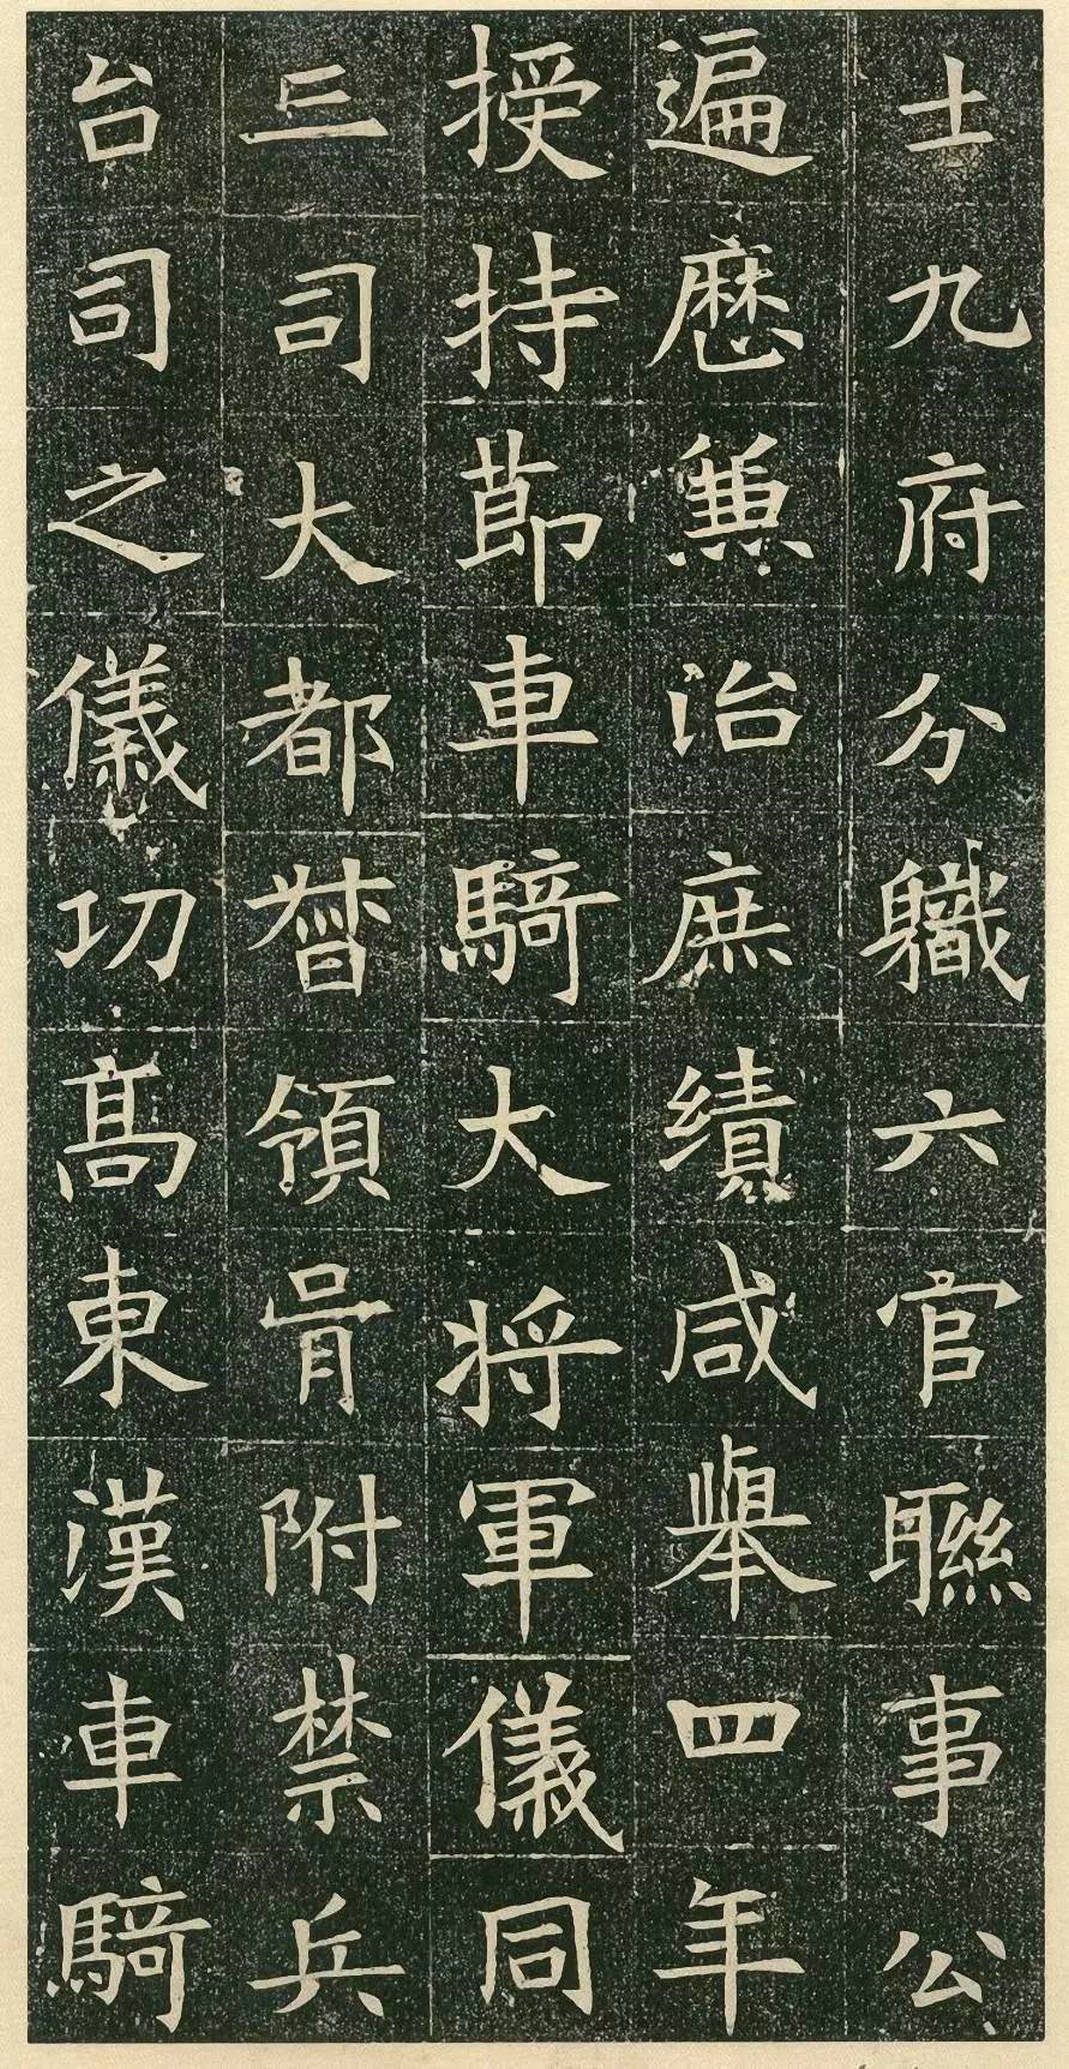 士九府分職六官聯事公
遍歷兼治庶績咸舉四年
授持節車騎大將軍儀同
三司大都督領胥附禁兵
台司之儀功高東漢車騎